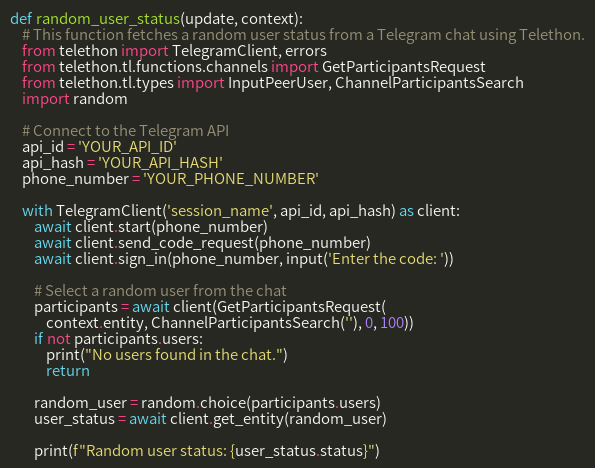 def random_user_status(update, context):
# This function fetches a random user status from a Telegram chat using Telethon.
from telethon import TelegramClient, errors
from telethon.tl.functions.channels import GetParticipantsRequest
from telethon.tl.types import InputPeerUser, ChannelParticipantsSearch
import random
# Connect to the Telegram API
api_id = 'YOUR_API_ID'
api_hash = 'YOUR_API_HASH'
phone_number = 'YOUR_PHONE_NUMBER'
with TelegramClient('session_name', api_id, api_hash) as client:
await client.start(phone_number)
await client.send_code_request(phone_number)
await client.sign_in(phone_number, input('Enter the code: '))
# Select a random user from the chat
participants = await client(GetParticipantsRequest(
context.entity, ChannelParticipantsSearch(''), 0, 100))
if not participants.users:
print("No users found in the chat.")
return
random_user = random.choice(participants.users)
user_status = await client.get_entity(random_user)
print(f"Random user status: {user_status.status}")